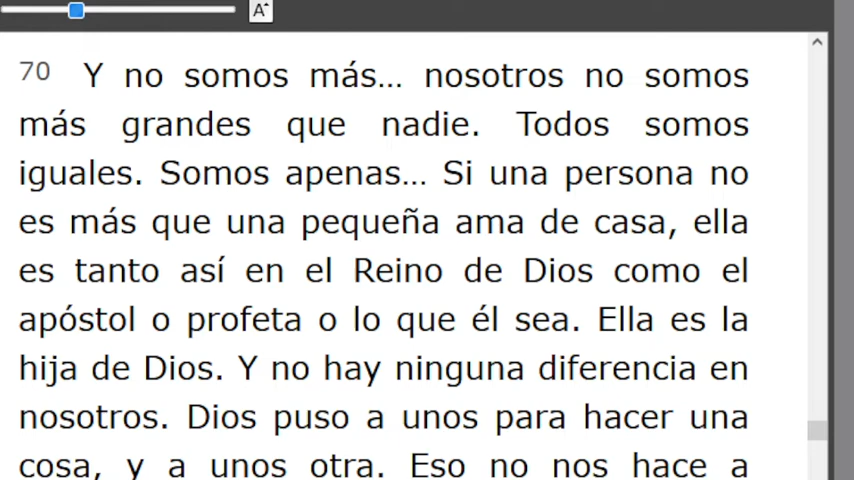 A
70 Y no somos más... nosotros no somos
más grandes que nadie. Todos somos
iguales. Somos apenas... Si una persona no
es más que una pequeña ama de casa, ella
es tanto así en el Reino de Dios como el
apóstol o profeta o lo que él sea. Ella es la
hija de Dios. Y no hay ninguna diferencia en
nosotros. Dios puso a unos para hacer una
cosa, y a unos otra. Eso no nos hace a